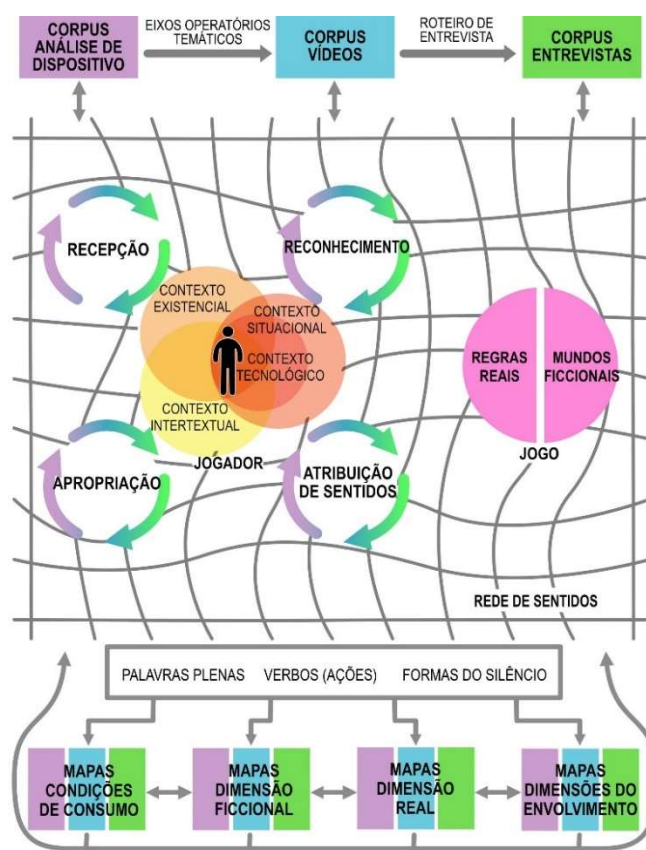 CORPUS
ANÁLISE DE
DISPOSITIVO
EIXOS OPERATÓRIOS
TEMÁTICOS
CORPUS
VÍDEOS
ROTEIRO DE
ENTREVISTA
CORPUS
ENTREVISTAS
RECEPÇÃO
RECONHECIMENTO
CONTEXTO
EXISTENCIAL
CONTEXTO
SITUACIONAL
CONTEXTO
TECNOLÓGICO
CONTEXTO
INTERTEXTUAL
JOGADOR
REGRAS
REAIS
MUNDOS
FICCIONAIS
JOGO
APROPRIAÇÃO
ATRIBUIÇÃO
DE SENTIDOS
REDE DE SENTIDOS
PALAVRAS PLENAS
VERBOS (AÇÕES)
FORMAS DO SILÊNCIO
MAPAS
CONDIÇÕES
DE CONSUMO
MAPAS
DIMENSÃO
FICCIONAL
MAPAS
DIMENSÃO
REAL
MAPAS
DIMENSÕES DO
ENVOLVIMENTO